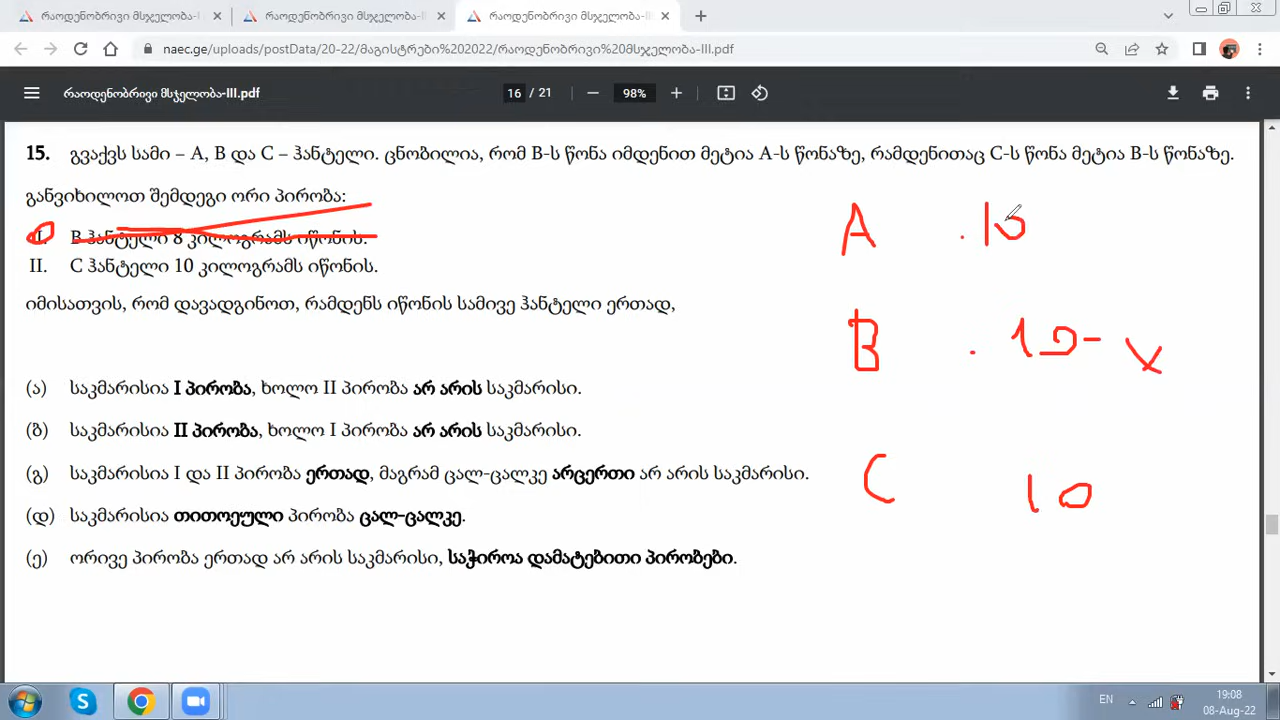 რაოდენობრივი მსჯელობა-I
რაოდენობრივი მსჯელობა-II
რაოდენობრივი მსჯელობა-III.pdf
naec.ge/uploads/postData/20-22/მაგისტრები%202022/რაოდენობრივი%20მსჯელობა-III.pdf
რაოდენობრივი მსჯელობა-III.pdf
16 / 21
98%
15. გვაქვს სამი – A, B და C – ჰანტელი. ცნობილია, რომ B-ს წონა იმდენით მეტია A-ს წონაზე, რამდენითაც C-ს წონა მეტია B-ს წონაზე.
განვიხილოთ შემდეგი ორი პირობა:
I. B ჰანტელი 8 კილოგრამს იწონის.
II. C ჰანტელი 10 კილოგრამს იწონის.
იმისათვის, რომ დავადგინოთ, რამდენს იწონის სამივე ჰანტელი ერთად,
(ა) საკმარისია I პირობა, ხოლო II პირობა არ არის საკმარისი.
(ბ) საკმარისია II პირობა, ხოლო I პირობა არ არის საკმარისი.
(გ) საკმარისია I და II პირობა ერთად, მაგრამ ცალ-ცალკე არცერთი არ არის საკმარისი.
(დ) საკმარისია თითოეული პირობა ცალ-ცალკე.
(ე) ორივე პირობა ერთად არ არის საკმარისი, საჭიროა დამატებითი პირობები.
A . 10
B . 10- x
C 10
EN
19:08
08-Aug-22